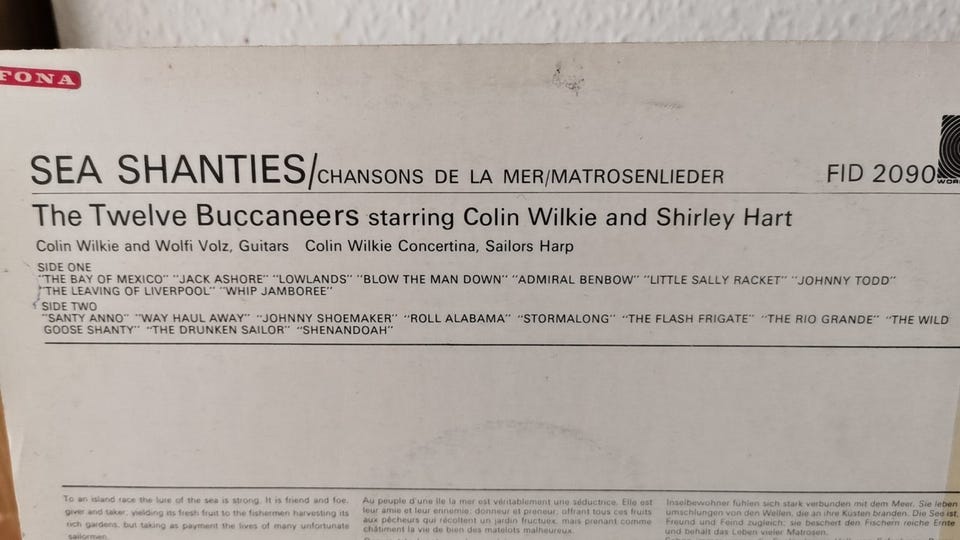 FONA
SEA SHANTIES/CHANSONS DE LA MER/MATROSENLIEDER FID 2090
WOR
The Twelve Buccaneers starring Colin Wilkie and Shirley Hart
Colin Wilkie and Wolfi Volz, Guitars Colin Wilkie Concertina, Sailors Harp
SIDE ONE
"THE BAY OF MEXICO" "JACK ASHORE" "LOWLANDS" "BLOW THE MAN DOWN" "ADMIRAL BENBOW" "LITTLE SALLY RACKET" "JOHNNY TODD"
"THE LEAVING OF LIVERPOOL" "WHIP JAMBOREE"
SIDE TWO
"SANTY ANNO" "WAY HAUL AWAY" "JOHNNY SHOEMAKER" "ROLL ALABAMA" "STORMALONG" "THE FLASH FRIGATE" "THE RIO GRANDE" "THE WILD
GOOSE SHANTY" "THE DRUNKEN SAILOR" "SHENANDOAH"
To an island race the lure of the sea is strong. It is friend and foe,
giver and taker, yielding its fresh fruit to the fishermen harvesting its
rich gardens, but taking as payment the lives of many unfortunate
sailormen.
Au peuple d'une île la mer est véritablement une séductrice. Elle est
leur amie et leur ennemie; donneur et preneur; offrant tous ces fruits
aux pêcheurs qui récoltent un jardin fructuex, mais prenant comme
châtiment la vie de bien des matelots malheureux.
Inselbewohner fühlen sich stark verbunden mit dem Meer. Sie leben
umschlungen von den Wellen, die an ihre Küsten branden. Die See ist
Freund und Feind zugleich; sie beschert den Fischern reiche Ernte
und behält das Leben vieler Matrosen.